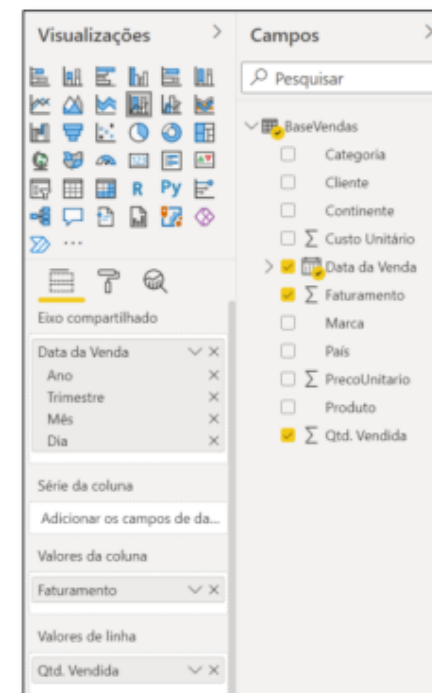 Visualizações
R
Py
Eixo compartilhado
Data da Venda
Ano
Trimestre
Mês
Dia
Série da coluna
Adicionar os campos de da...
Valores da coluna
Faturamento
Valores de linha
Qtd. Vendida
Campos
Pesquisar
BaseVendas
Categoria
Cliente
Continente
Σ Custo Unitário
Data da Venda
Σ Faturamento
Marca
País
Σ PrecoUnitario
Produto
Σ Qtd. Vendida